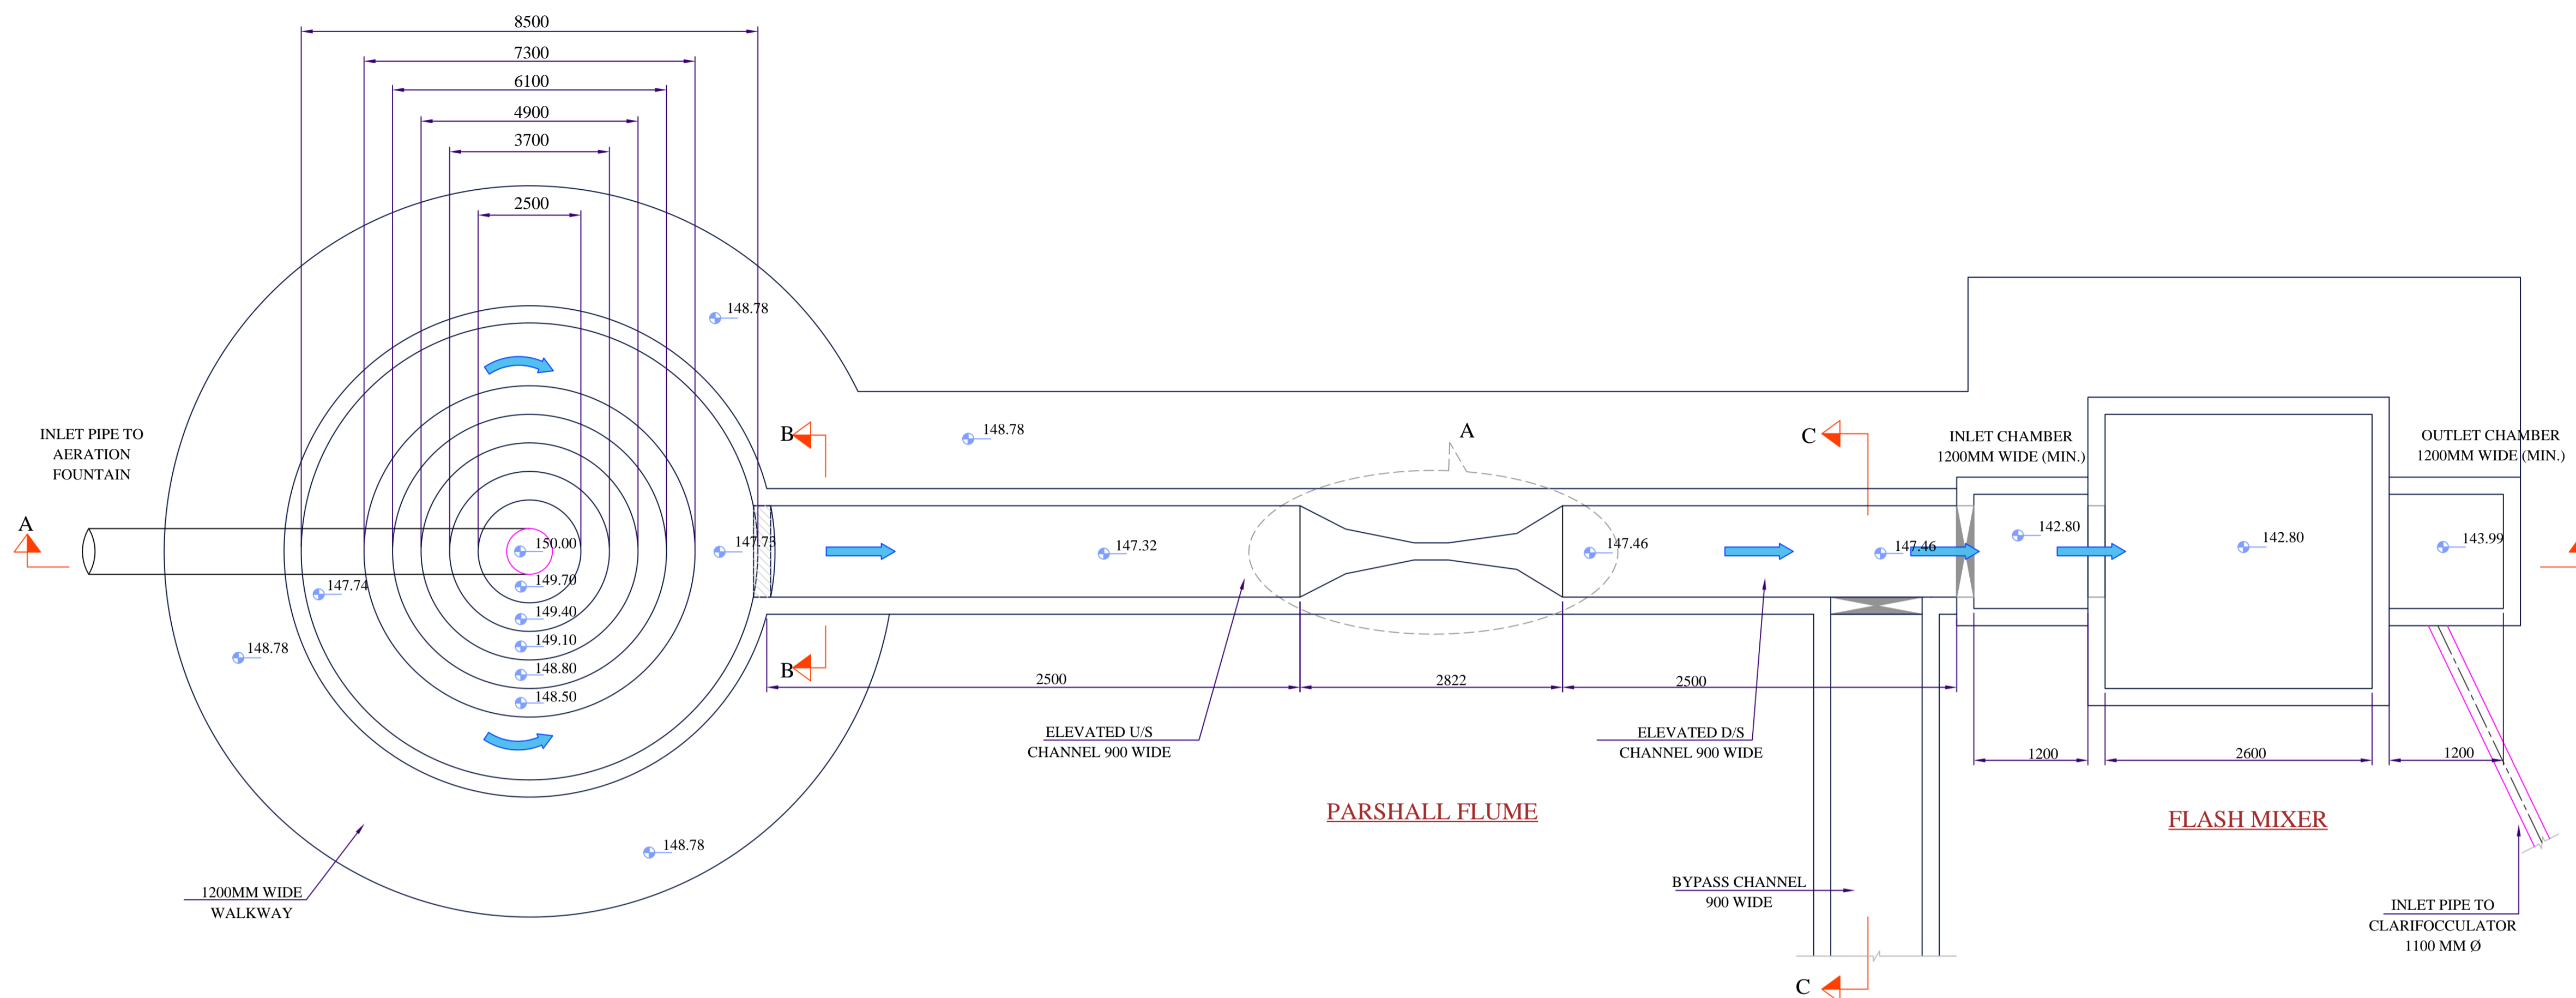 8500
7300
6100
4900
3700
2500
148.78
INLET PIPE TO
AERATION
FOUNTAIN
A
150.00
149.70
149.40
149.10
148.80
148.50
147.74
147.73
148.78
148.78
1200MM WIDE
WALKWAY
B
B
148.78
147.32
A
147.46
C
147.46
2500
2822
2500
ELEVATED U/S
CHANNEL 900 WIDE
ELEVATED D/S
CHANNEL 900 WIDE
PARSHALL FLUME
BYPASS CHANNEL
900 WIDE
C
INLET CHAMBER
1200MM WIDE (MIN.)
142.80
142.80
OUTLET CHAMBER
1200MM WIDE (MIN.)
143.99
1200
2600
1200
FLASH MIXER
INLET PIPE TO
CLARIFOCCULATOR
1100 MM Ø